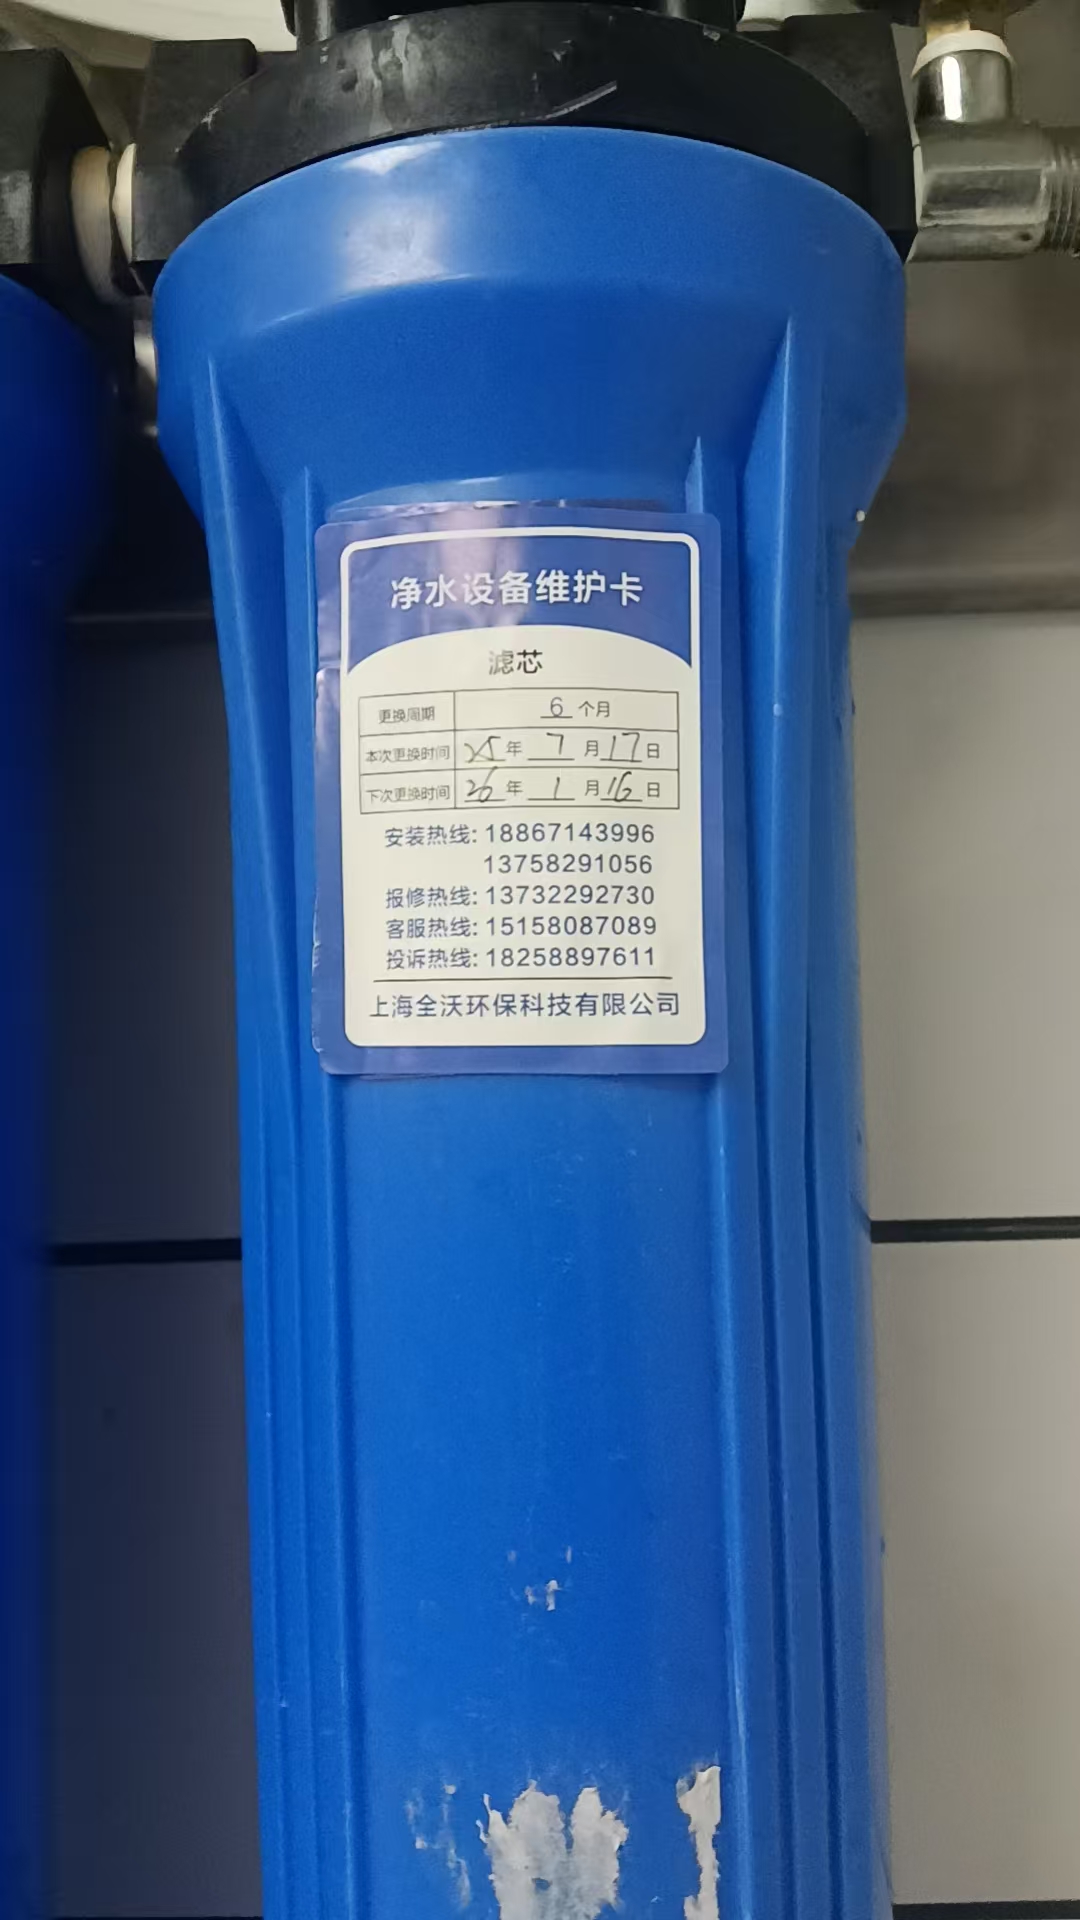 净水设备维护卡
滤芯
更换周期 6 个月
本次更换时间 25 年 7 月 17 日
下次更换时间 26 年 1 月 16 日
安装热线: 18867143996
13758291056
报修热线: 13732292730
客服热线: 15158087089
投诉热线: 18258897611
上海全沃环保科技有限公司